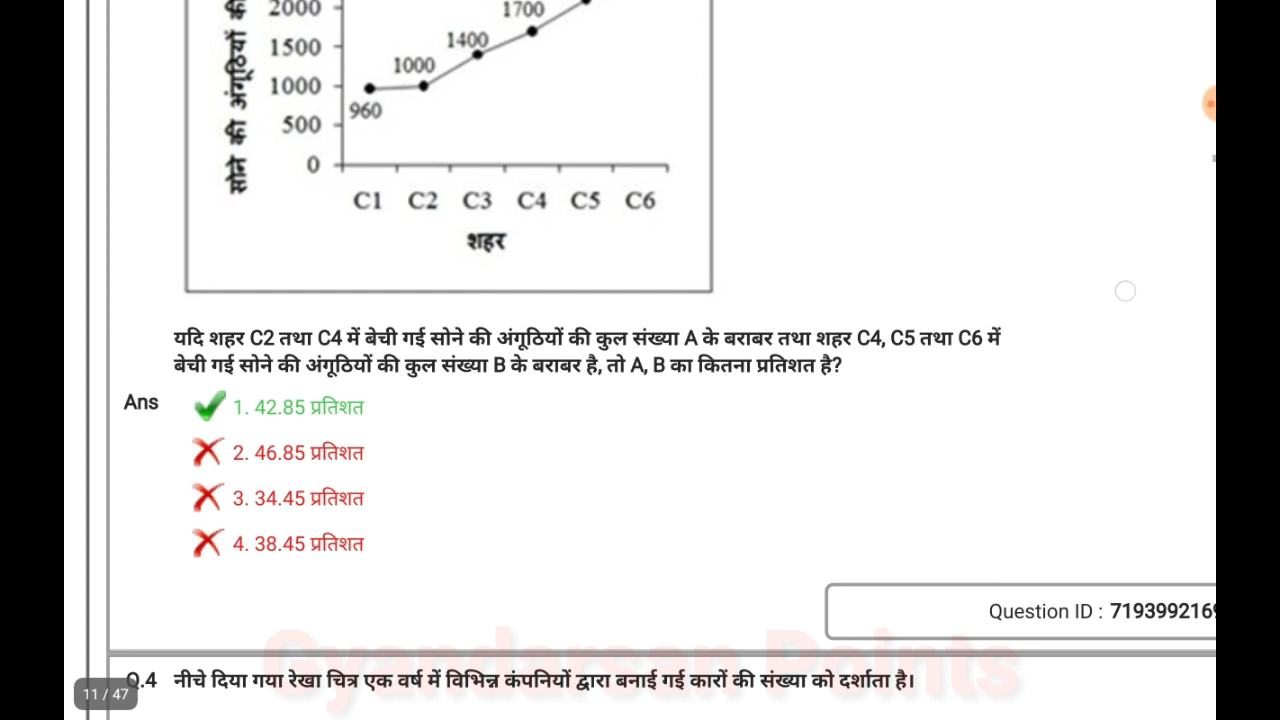 सोने की अंगूठियों की
2000
1500
1000
500
0
960
1000
1400
1700
C1 C2 C3 C4 C5 C6
शहर
यदि शहर C2 तथा C4 में बेची गई सोने की अंगूठियों की कुल संख्या A के बराबर तथा शहर C4, C5 तथा C6 में
बेची गई सोने की अंगूठियों की कुल संख्या B के बराबर है, तो A, B का कितना प्रतिशत है?
Ans
1. 42.85 प्रतिशत
2. 46.85 प्रतिशत
3. 34.45 प्रतिशत
4. 38.45 प्रतिशत
Question ID : 7193992169
Gyandarsan Points
Q.4 नीचे दिया गया रेखा चित्र एक वर्ष में विभिन्न कंपनियों द्वारा बनाई गई कारों की संख्या को दर्शाता है।
11 / 47